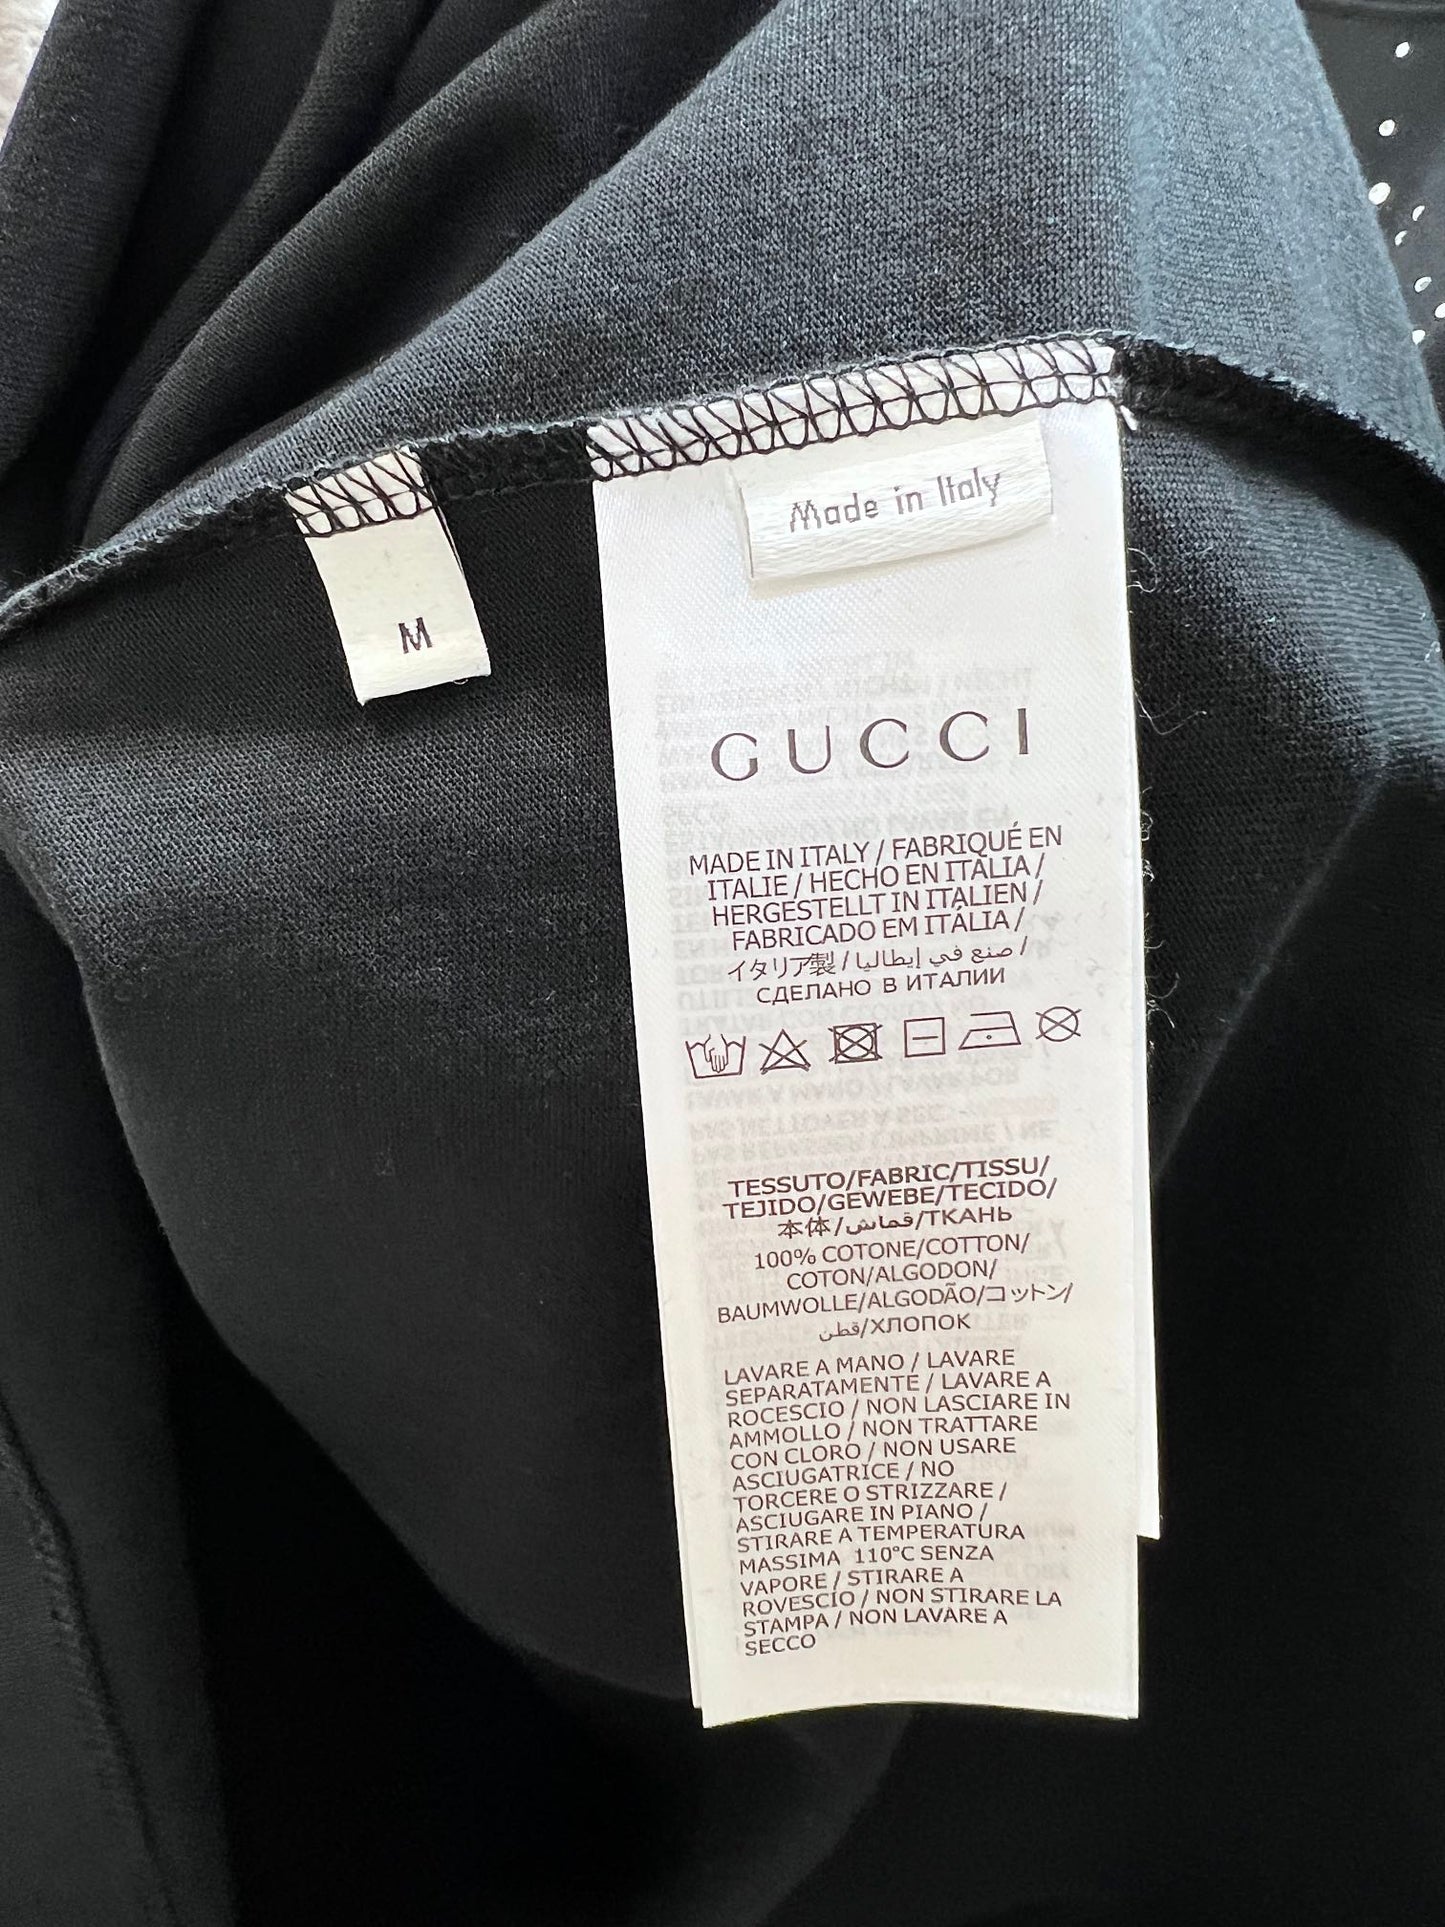 Made in Italy
M
GUCCI
MADE IN ITALY / FABRIQUÉ EN
ITALIE / HECHO EN ITALIA /
HERGESTELLT IN ITALIEN /
FABRICADO EM ITÁLIA /
イタリア製 / صنع في إيطاليا /
СДЕЛАНО В ИТАЛИИ
TESSUTO/FABRIC/TISSU/
TEJIDO/GEWEBE/TECIDO/
本体/قماش/ТКАНЬ
100% COTONE/COTTON/
COTON/ALGODON/
BAUMWOLLE/ALGODÃO/コットン/
قطن/ХЛОПОК
LAVARE A MANO / LAVARE
SEPARATAMENTE / LAVARE A
ROCESCIO / NON LASCIARE IN
AMMOLLO / NON TRATTARE
CON CLORO / NON USARE
ASCIUGATRICE / NO
TORCERE O STRIZZARE /
ASCIUGARE IN PIANO /
STIRARE A TEMPERATURA
MASSIMA 110°C SENZA
VAPORE / STIRARE A
ROVESCIO / NON STIRARE LA
STAMPA / NON LAVARE A
SECCO